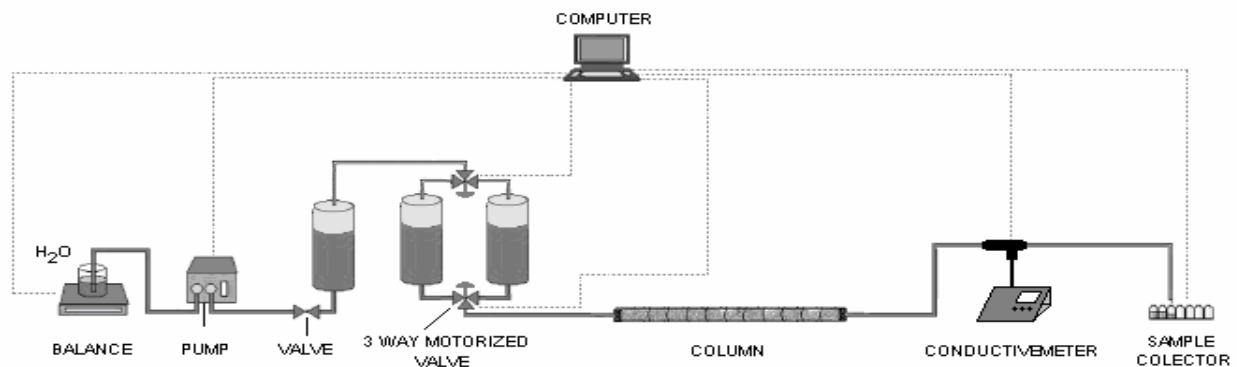 COMPUTER
H₂O
BALANCE
PUMP
VALVE
3 WAY MOTORIZED
VALVE
COLUMN
CONDUCTIVEMETER
SAMPLE
COLECTOR